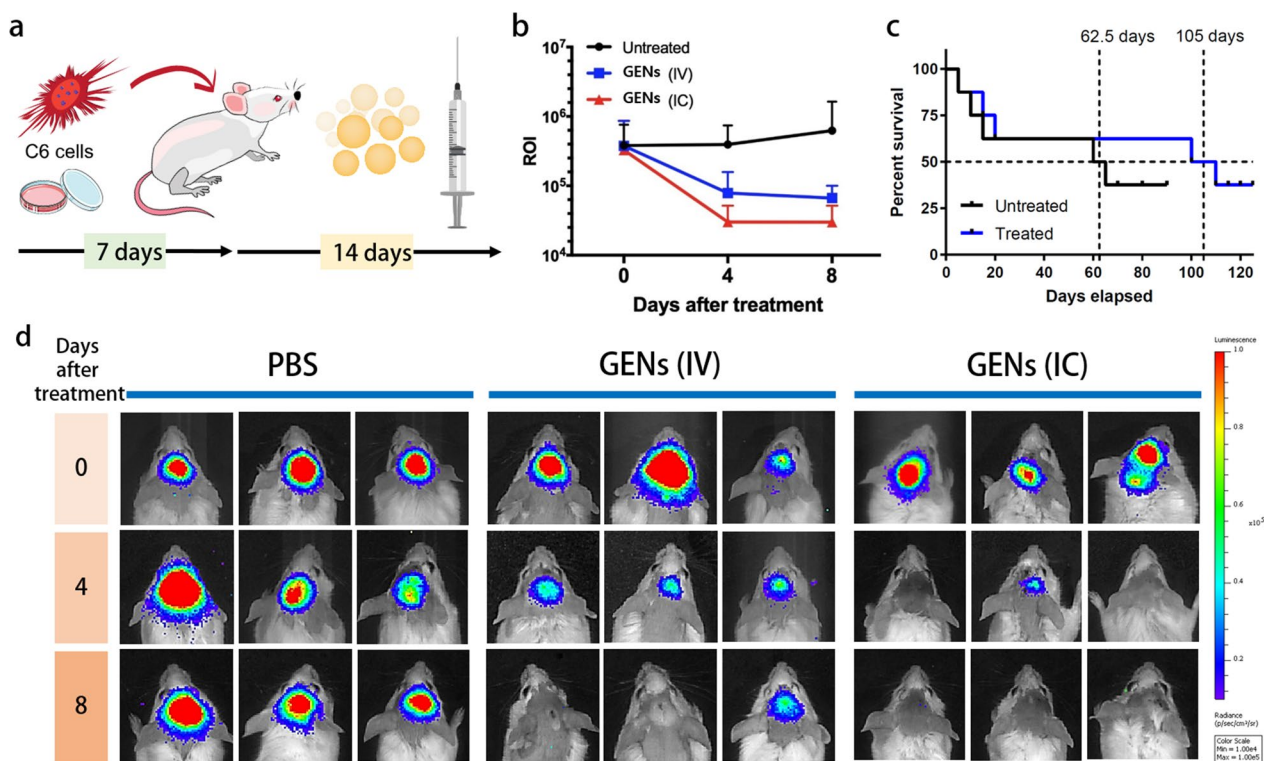 a
C6 cells
7 days
14 days
b
10⁷
10⁶
10⁵
10⁴
ROI
Untreated
GENs (IV)
GENs (IC)
0
4
8
Days after treatment
c
62.5 days
105 days
100
75
50
25
0
Percent survival
Untreated
Treated
0
20
40
60
80
100
120
Days elapsed
d
Days
after
treatment
PBS
GENs (IV)
GENs (IC)
0
4
8
Luminescence
1.0
0.8
0.6
x10⁵
0.4
0.2
Radiance
(p/sec/cm²/sr)
Color Scale
Min = 1.00e4
Max = 1.00e5